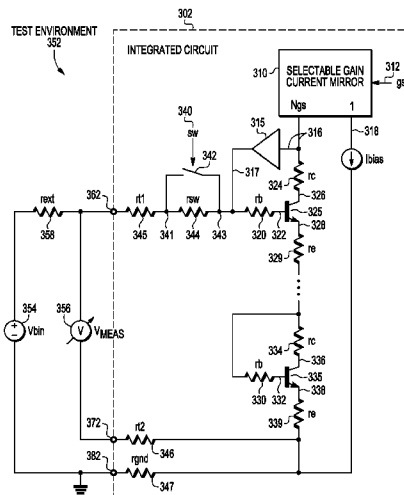 302
TEST ENVIRONMENT
352
INTEGRATED CIRCUIT
310
SELECTABLE GAIN
CURRENT MIRROR
312
gs
Ngs
1
340
sw
315
316
318
342
317
Ibias
rc
324
326
362
rext
358
rt1
345
341
rsw
344
343
rb
320
322
325
328
329
re
354
Vbin
356
V
VMEAS
rc
334
336
rb
330
332
335
338
339
re
372
rt2
346
382
rgnd
347